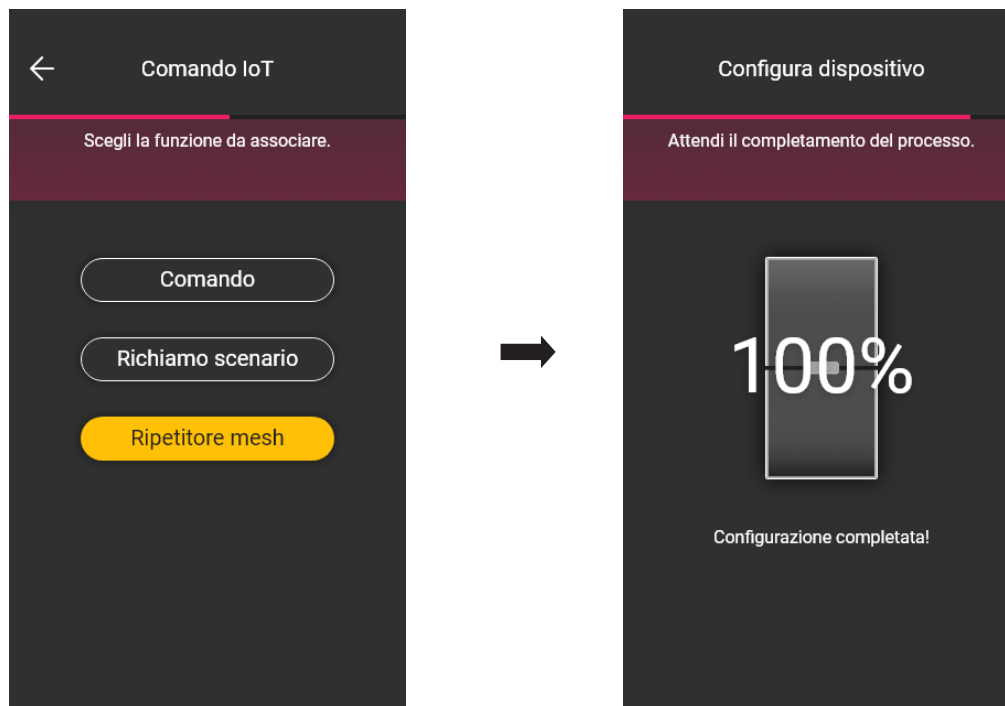 Comando IoT
Scegli la funzione da associare.
Comando
Richiamo scenario
Ripetitore mesh
Configura dispositivo
Attendi il completamento del processo.
100%
Configurazione completata!